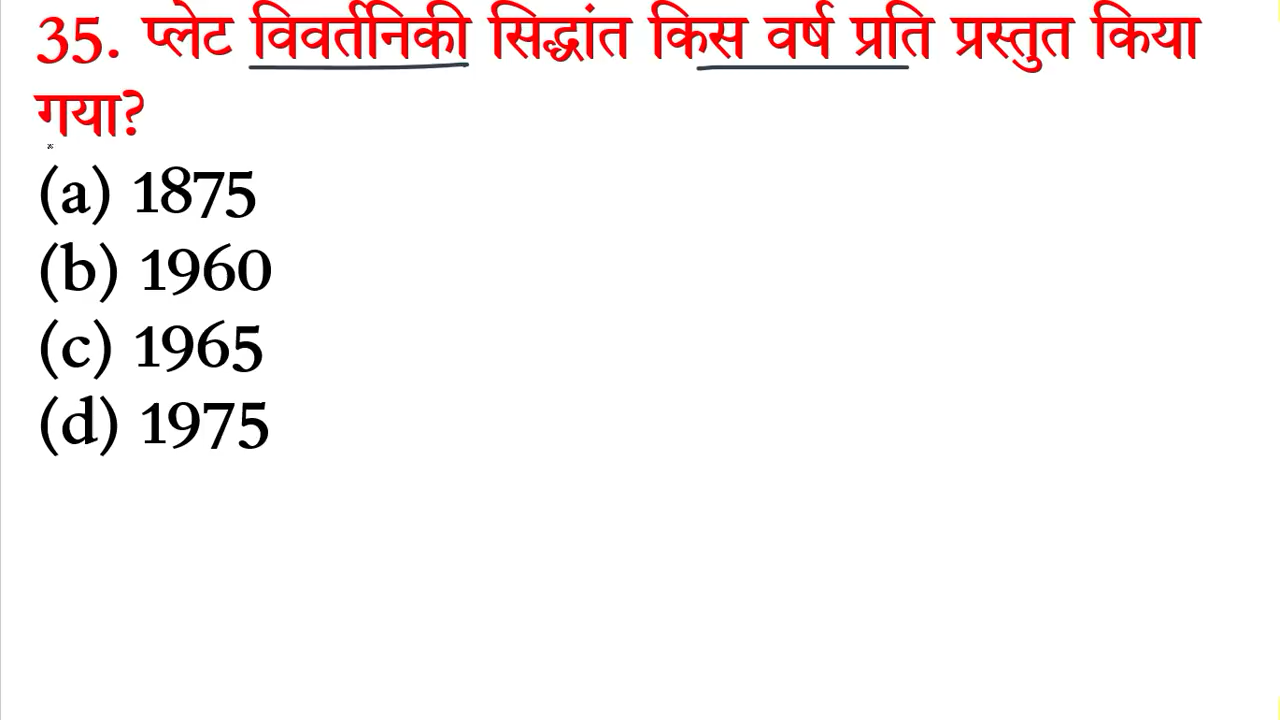 35. प्लेट विवर्तनिकी सिद्धांत किस वर्ष प्रति प्रस्तुत किया
गया?
(a) 1875
(b) 1960
(c) 1965
(d) 1975